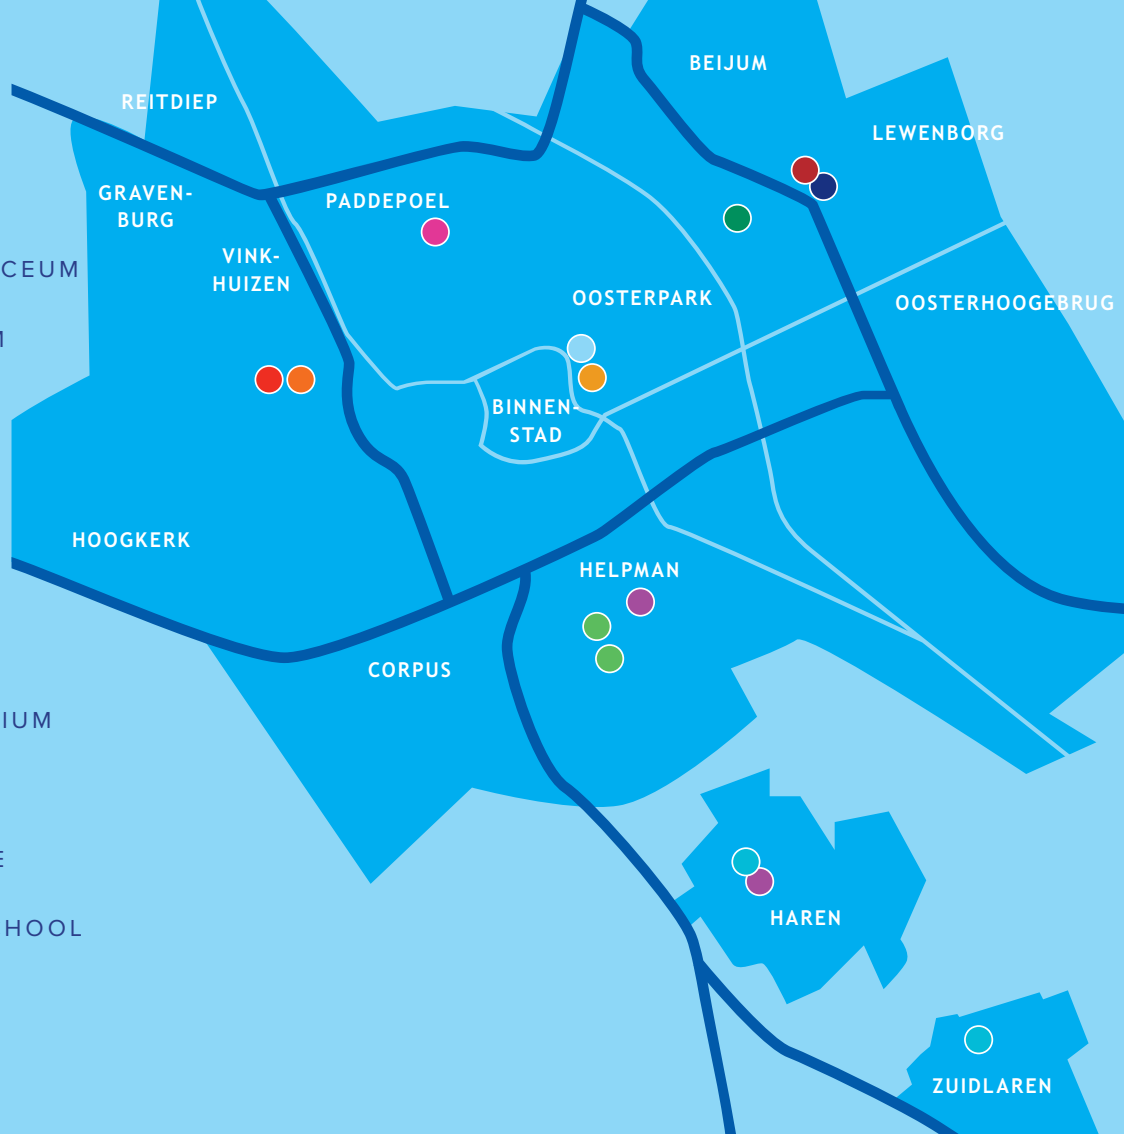 BEIJUM
REITDIEP
LEWENBORG
GRAVEN-
BURG
PADDEPOEL
VINK-
HUIZEN
CEUM
OOSTERPARK
OOSTERHOOGEBRUG
M
BINNEN-
STAD
HOOGKERK
HELPMAN
CORPUS
IUM
E
HAREN
HOOL
ZUIDLAREN